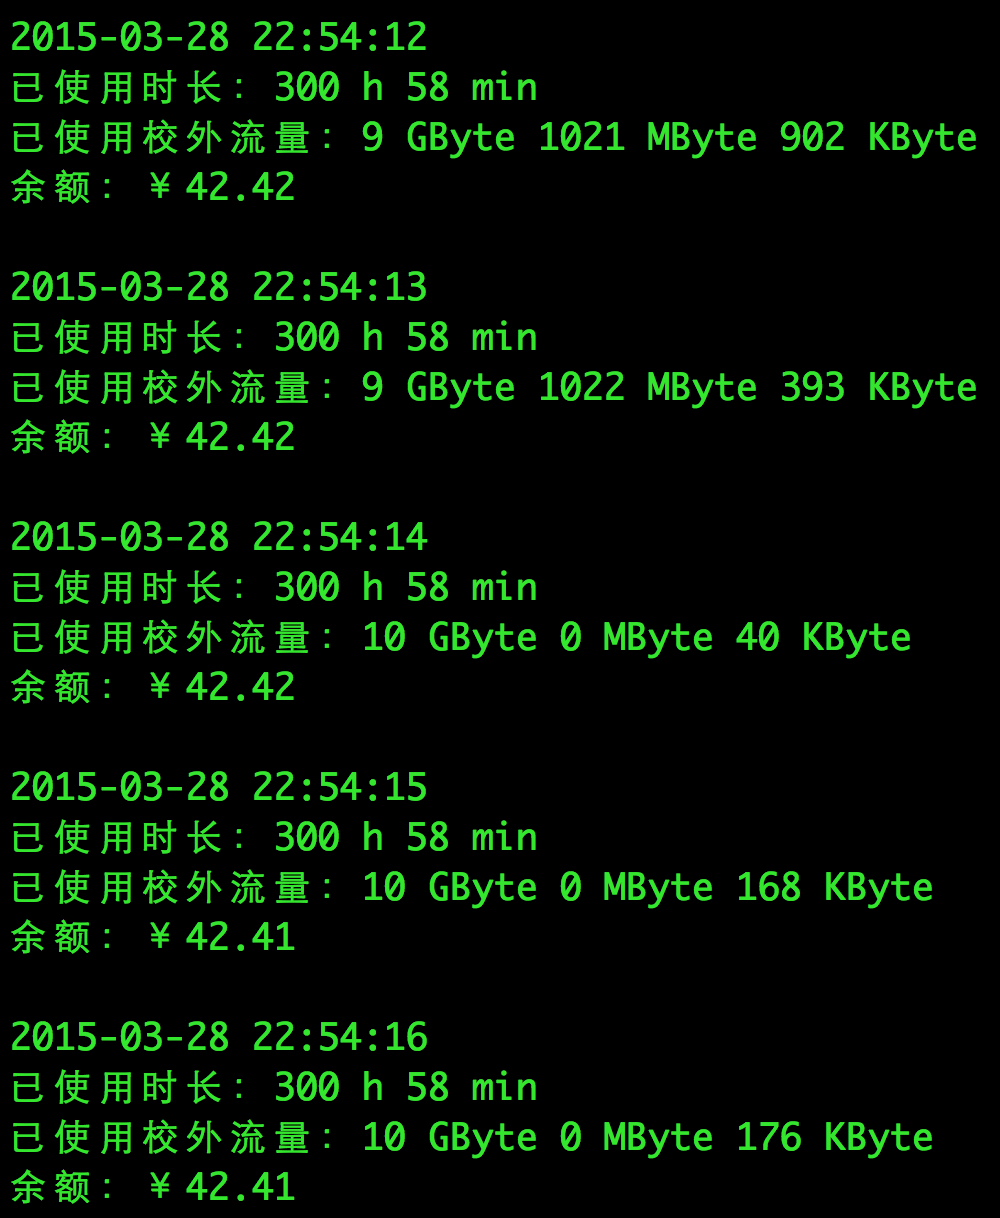 2015-03-28 22:54:12
已使用时长: 300 h 58 min
已使用校外流量: 9 GByte 1021 MByte 902 KByte
余额: ￥42.42
2015-03-28 22:54:13
已使用时长: 300 h 58 min
已使用校外流量: 9 GByte 1022 MByte 393 KByte
余额: ￥42.42
2015-03-28 22:54:14
已使用时长: 300 h 58 min
已使用校外流量: 10 GByte 0 MByte 40 KByte
余额: ￥42.42
2015-03-28 22:54:15
已使用时长: 300 h 58 min
已使用校外流量: 10 GByte 0 MByte 168 KByte
余额: ￥42.41
2015-03-28 22:54:16
已使用时长: 300 h 58 min
已使用校外流量: 10 GByte 0 MByte 176 KByte
余额: ￥42.41